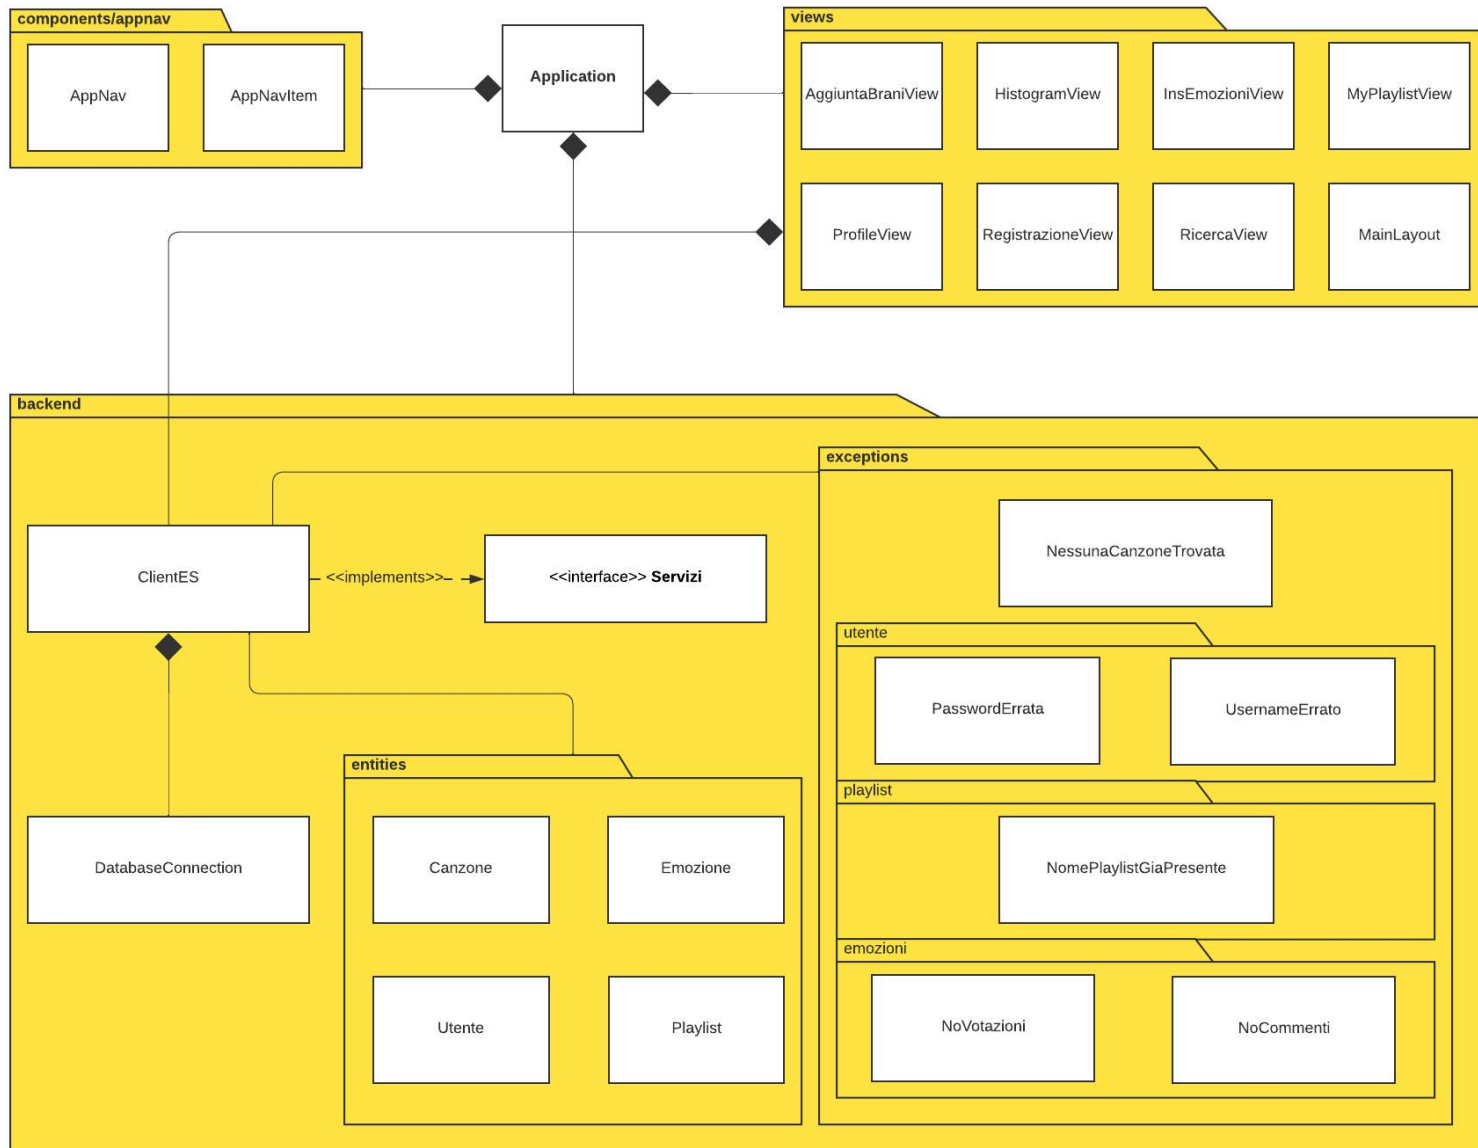 components/appnav
AppNav
AppNavItem
Application
views
AggiuntaBraniView
HistogramView
InsEmozioniView
MyPlaylistView
ProfileView
RegistrazioneView
RicercaView
MainLayout
backend
ClientES
<<implements>>
<<interface>> Servizi
DatabaseConnection
entities
Canzone
Emozione
Utente
Playlist
exceptions
NessunaCanzoneTrovata
utente
PasswordErrata
UsernameErrato
playlist
NomePlaylistGiaPresente
emozioni
NoVotazioni
NoCommenti